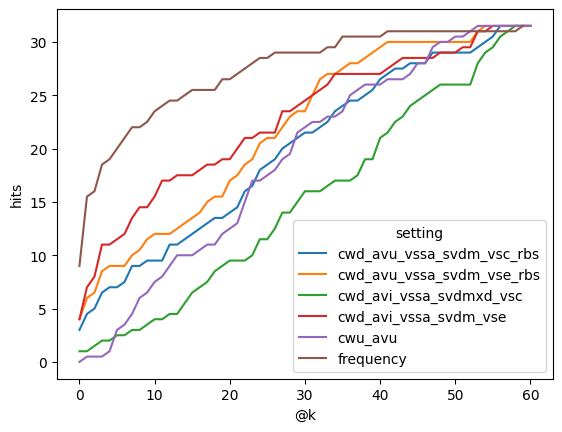 30
25
20
15
10
5
0
hits
0 10 20 30 40 50 60
@k
setting
cwd_avu_vssa_svdm_vsc_rbs
cwd_avu_vssa_svdm_vse_rbs
cwd_avi_vssa_svdmxd_vsc
cwd_avi_vssa_svdm_vse
cwu_avu
frequency